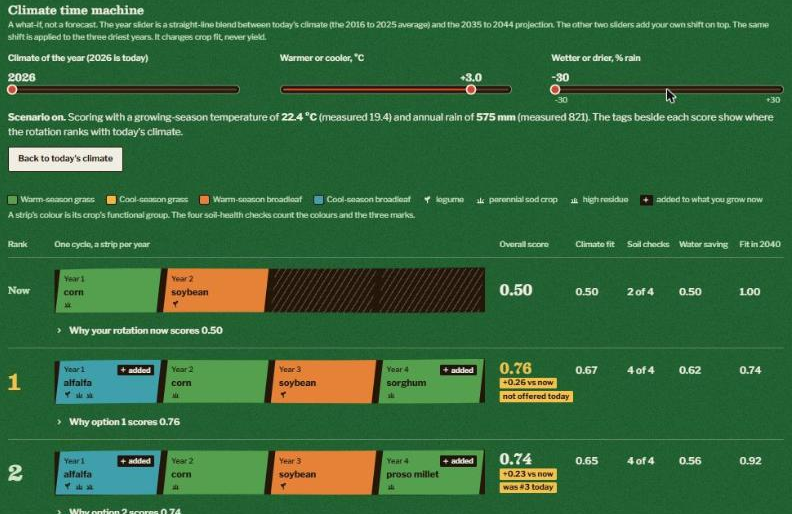 Climate time machine
A what-if, not a forecast. The year slider is a straight-line blend between today's climate (the 2016 to 2025 average) and the 2035 to 2044 projection. The other two sliders add your own shift on top. The same
shift is applied to the three driest years. It changes crop fit, never yield.
Climate of the year (2026 is today) Warmer or cooler, °C Wetter or drier, % rain
2026 +3.0 -30
-30 +30
Scenario on. Scoring with a growing-season temperature of 22.4 °C (measured 19.4) and annual rain of 575 mm (measured 821). The tags beside each score show where
the rotation ranks with today's climate.
Back to today's climate
Warm-season grass Cool-season grass Warm-season broadleaf Cool-season broadleaf legume perennial sod crop high residue + added to what you grow now
A strip's colour is its crop's functional group. The four soil-health checks count the colours and the three marks.
Rank One cycle, a strip per year Overall score Climate fit Soil checks Water saving Fit in 2040
Year 1 Year 2
Now corn soybean 0.50 0.50 2 of 4 0.50 1.00
› Why your rotation now scores 0.50
Year 1 + added Year 2 Year 3 Year 4 + added
1 alfalfa corn soybean sorghum 0.76 0.67 4 of 4 0.62 0.74
+0.26 vs now
not offered today
› Why option 1 scores 0.76
Year 1 + added Year 2 Year 3 Year 4 + added
2 alfalfa corn soybean proso millet 0.74 0.65 4 of 4 0.56 0.92
+0.23 vs now
was #3 today
› Why option 2 scores 0.74